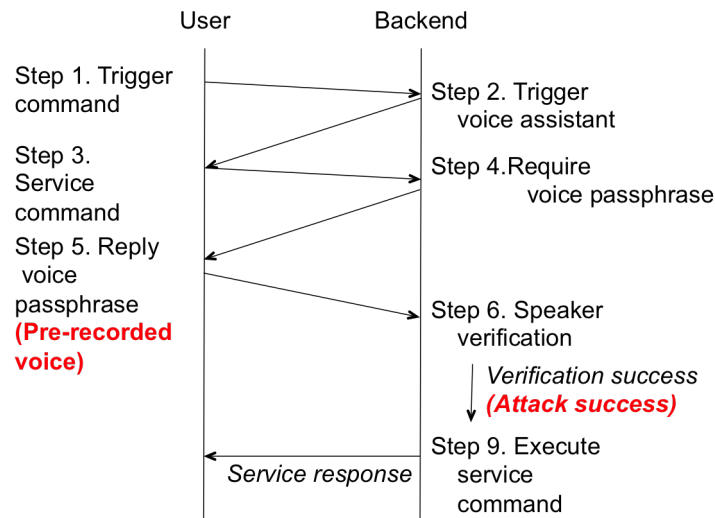 User
Backend
Step 1. Trigger
command
Step 2. Trigger
voice assistant
Step 3.
Service
command
Step 4.Require
voice passphrase
Step 5. Reply
voice
passphrase
(Pre-recorded
voice)
Step 6. Speaker
verification
Verification success
(Attack success)
Step 9. Execute
service
command
Service response